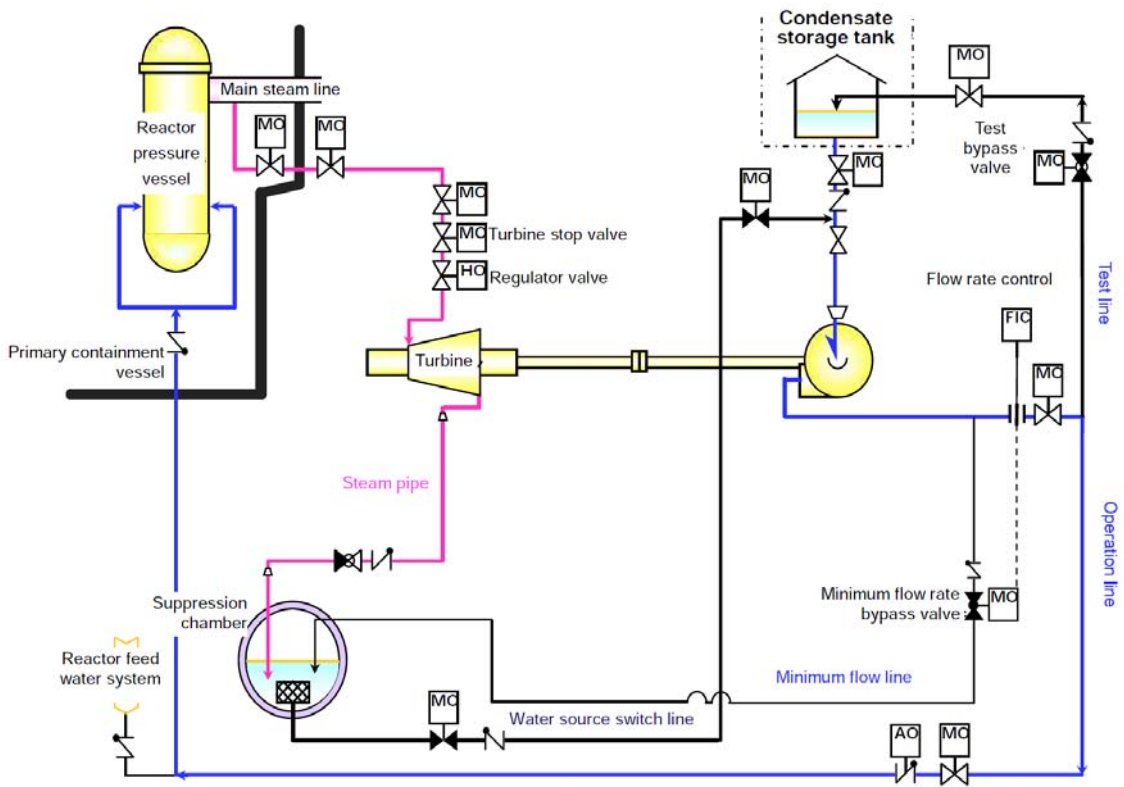 Condensate
storage tank
MO
Main steam line
Reactor
pressure
vessel
MO
MO
Test
bypass
valve
MO
MO
MO
MO
MO
Turbine stop valve
HO
Regulator valve
Flow rate control
Test line
FIC
Primary containment
vessel
Turbine
MO
Steam pipe
Operation line
Suppression
chamber
Minimum flow rate
bypass valve
MO
Reactor feed
water system
Minimum flow line
MO
Water source switch line
AO
MO